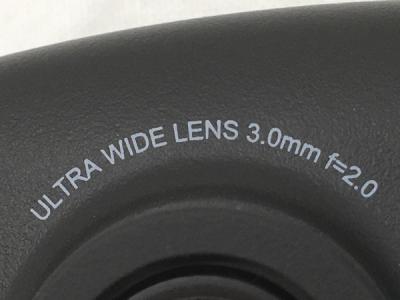 ULTRA WIDE LENS 3.0mm f=2.0